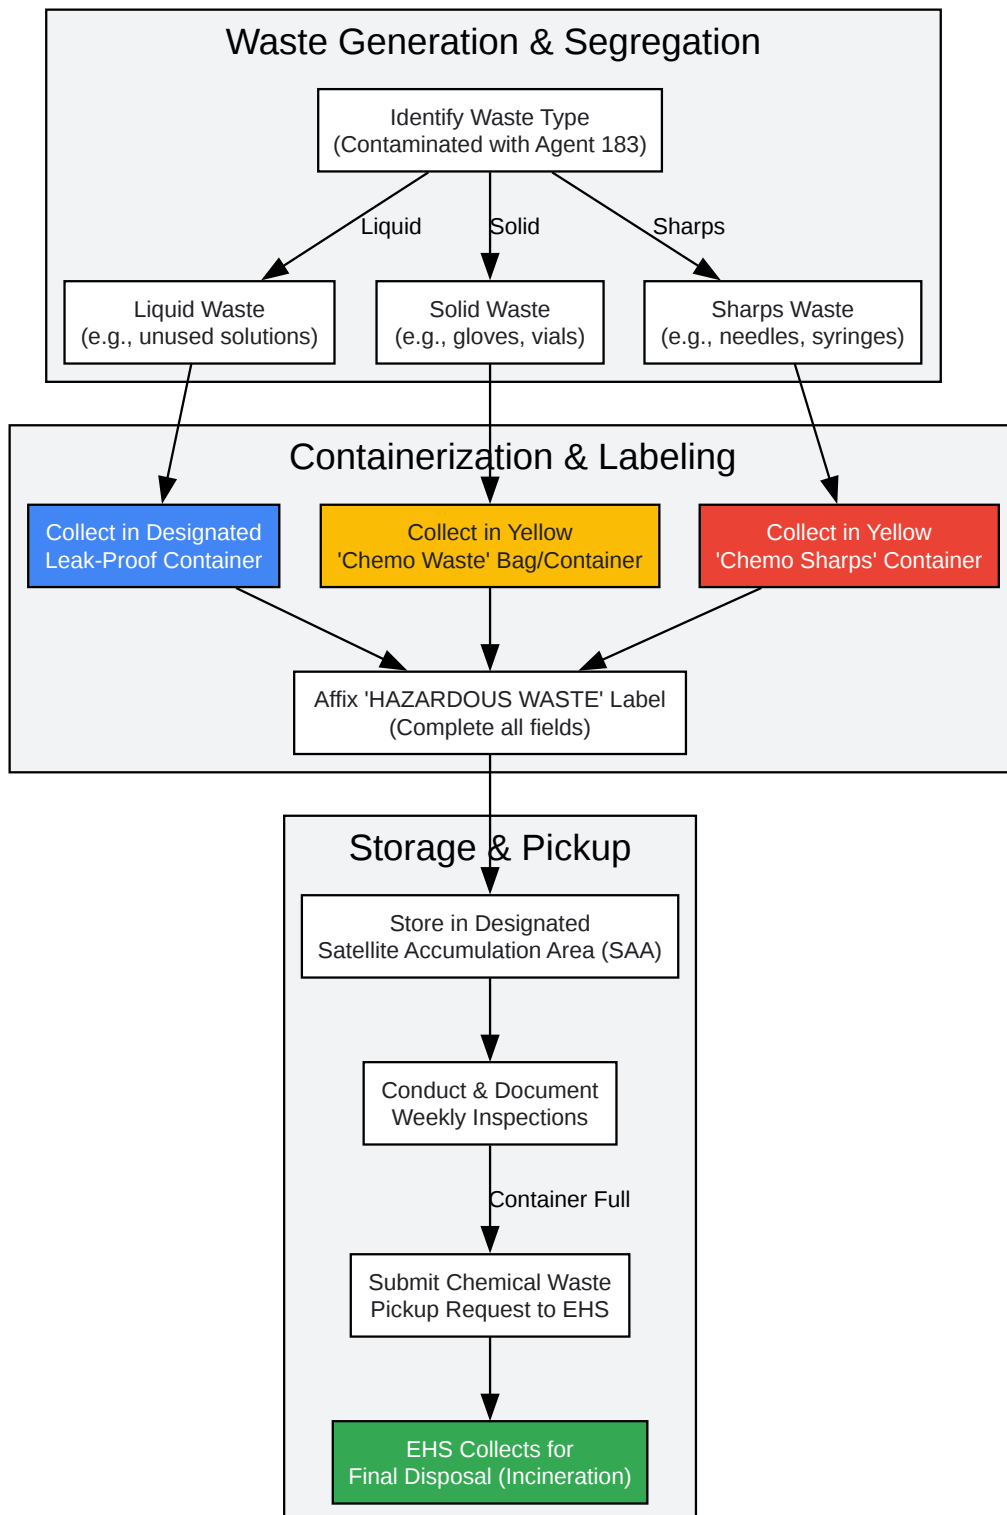 Waste Generation & Segregation
Identify Waste Type
(Contaminated with Agent 183)
Liquid
Solid
Sharps
Liquid Waste
(e.g., unused solutions)
Solid Waste
(e.g., gloves, vials)
Sharps Waste
(e.g., needles, syringes)
Containerization & Labeling
Collect in Designated
Leak-Proof Container
Collect in Yellow
'Chemo Waste' Bag/Container
Collect in Yellow
'Chemo Sharps' Container
Affix 'HAZARDOUS WASTE' Label
(Complete all fields)
Storage & Pickup
Store in Designated
Satellite Accumulation Area (SAA)
Conduct & Document
Weekly Inspections
Container Full
Submit Chemical Waste
Pickup Request to EHS
EHS Collects for
Final Disposal (Incineration)